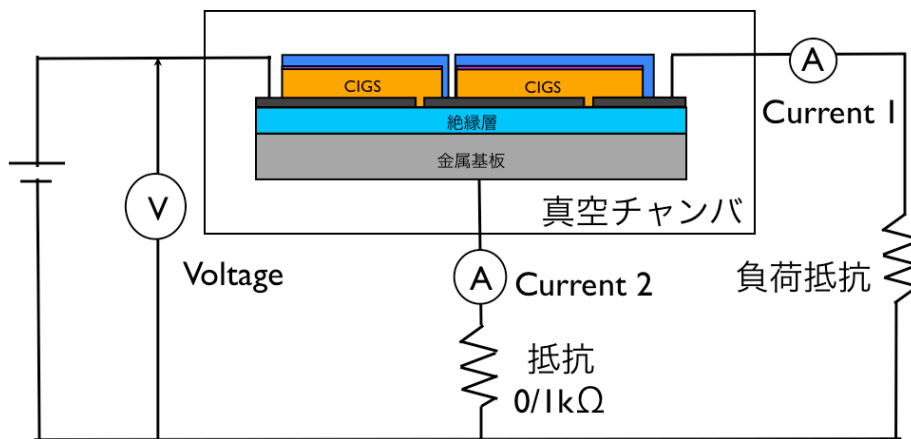 CIGS
CIGS
絶縁層
金属基板
真空チャンバ
A
Current 1
V
Voltage
A
Current 2
負荷抵抗
抵抗
0/1kΩ